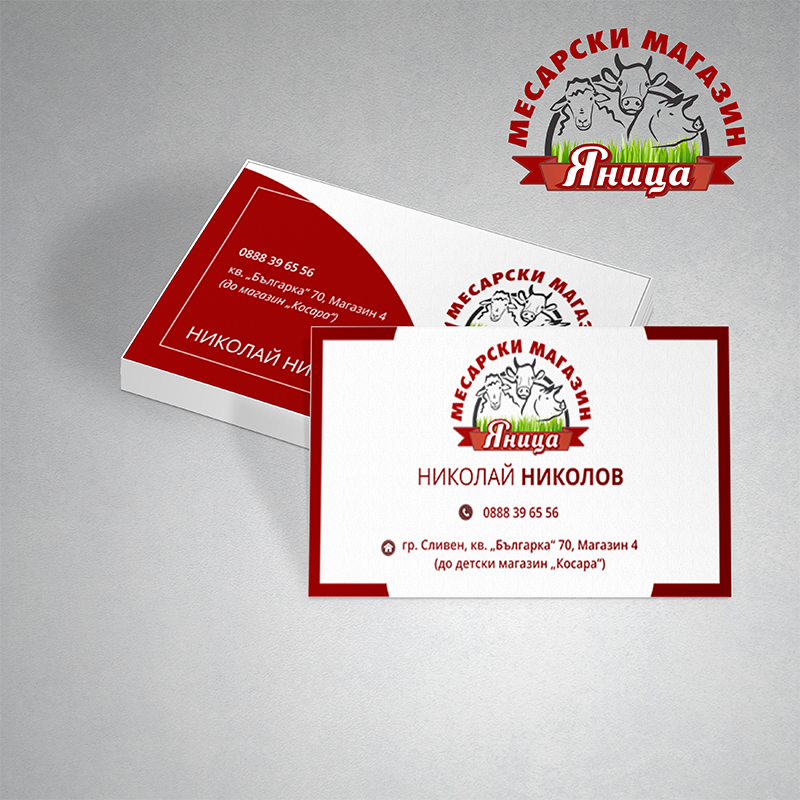 МЕСАРСКИ МАГАЗИН
Яница
0888 39 65 56
кв. „Българка“ 70, Магазин 4
(до магазин „Косара“)
НИКОЛАЙ НИ
МЕСАРСКИ МАГАЗИН
МЕСАРСКИ МАГАЗИН
Яница
НИКОЛАЙ НИКОЛОВ
0888 39 65 56
гр. Сливен, кв. „Българка“ 70, Магазин 4
(до детски магазин „Косара“)